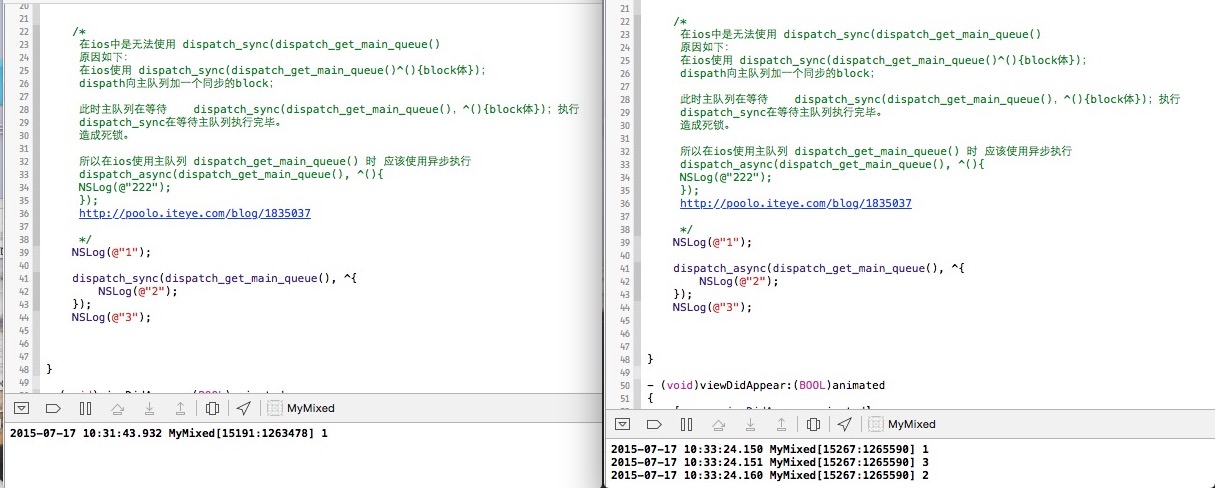 20
21
22 /*
23 在ios中是无法使用 dispatch_sync(dispatch_get_main_queue()
24 原因如下：
25 在ios使用 dispatch_sync(dispatch_get_main_queue()^(){block体});
26 dispath向主队列加一个同步的block;
27
28 此时主队列在等待 dispatch_sync(dispatch_get_main_queue(), ^(){block体}); 执行
29 dispatch_sync在等待主队列执行完毕。
30 造成死锁。
31
32 所以在ios使用主队列 dispatch_get_main_queue() 时 应该使用异步执行
33 dispatch_async(dispatch_get_main_queue(), ^(){
34 NSLog(@"222");
35 });
36 http://poolo.iteye.com/blog/1835037
37
38 */
39 NSLog(@"1");
40
41 dispatch_sync(dispatch_get_main_queue(), ^{
42 NSLog(@"2");
43 });
44 NSLog(@"3");
45
46
47
48 }
49
MyMixed
2015-07-17 10:31:43.932 MyMixed[15191:1263478] 1
21
22 /*
23 在ios中是无法使用 dispatch_sync(dispatch_get_main_queue()
24 原因如下：
25 在ios使用 dispatch_sync(dispatch_get_main_queue()^(){block体});
26 dispath向主队列加一个同步的block;
27
28 此时主队列在等待 dispatch_sync(dispatch_get_main_queue(), ^(){block体}); 执行
29 dispatch_sync在等待主队列执行完毕。
30 造成死锁。
31
32 所以在ios使用主队列 dispatch_get_main_queue() 时 应该使用异步执行
33 dispatch_async(dispatch_get_main_queue(), ^(){
34 NSLog(@"222");
35 });
36 http://poolo.iteye.com/blog/1835037
37
38 */
39 NSLog(@"1");
40
41 dispatch_async(dispatch_get_main_queue(), ^{
42 NSLog(@"2");
43 });
44 NSLog(@"3");
45
46
47
48 }
49
50 - (void)viewDidAppear:(BOOL)animated
51 {
MyMixed
2015-07-17 10:33:24.150 MyMixed[15267:1265590] 1
2015-07-17 10:33:24.151 MyMixed[15267:1265590] 3
2015-07-17 10:33:24.160 MyMixed[15267:1265590] 2